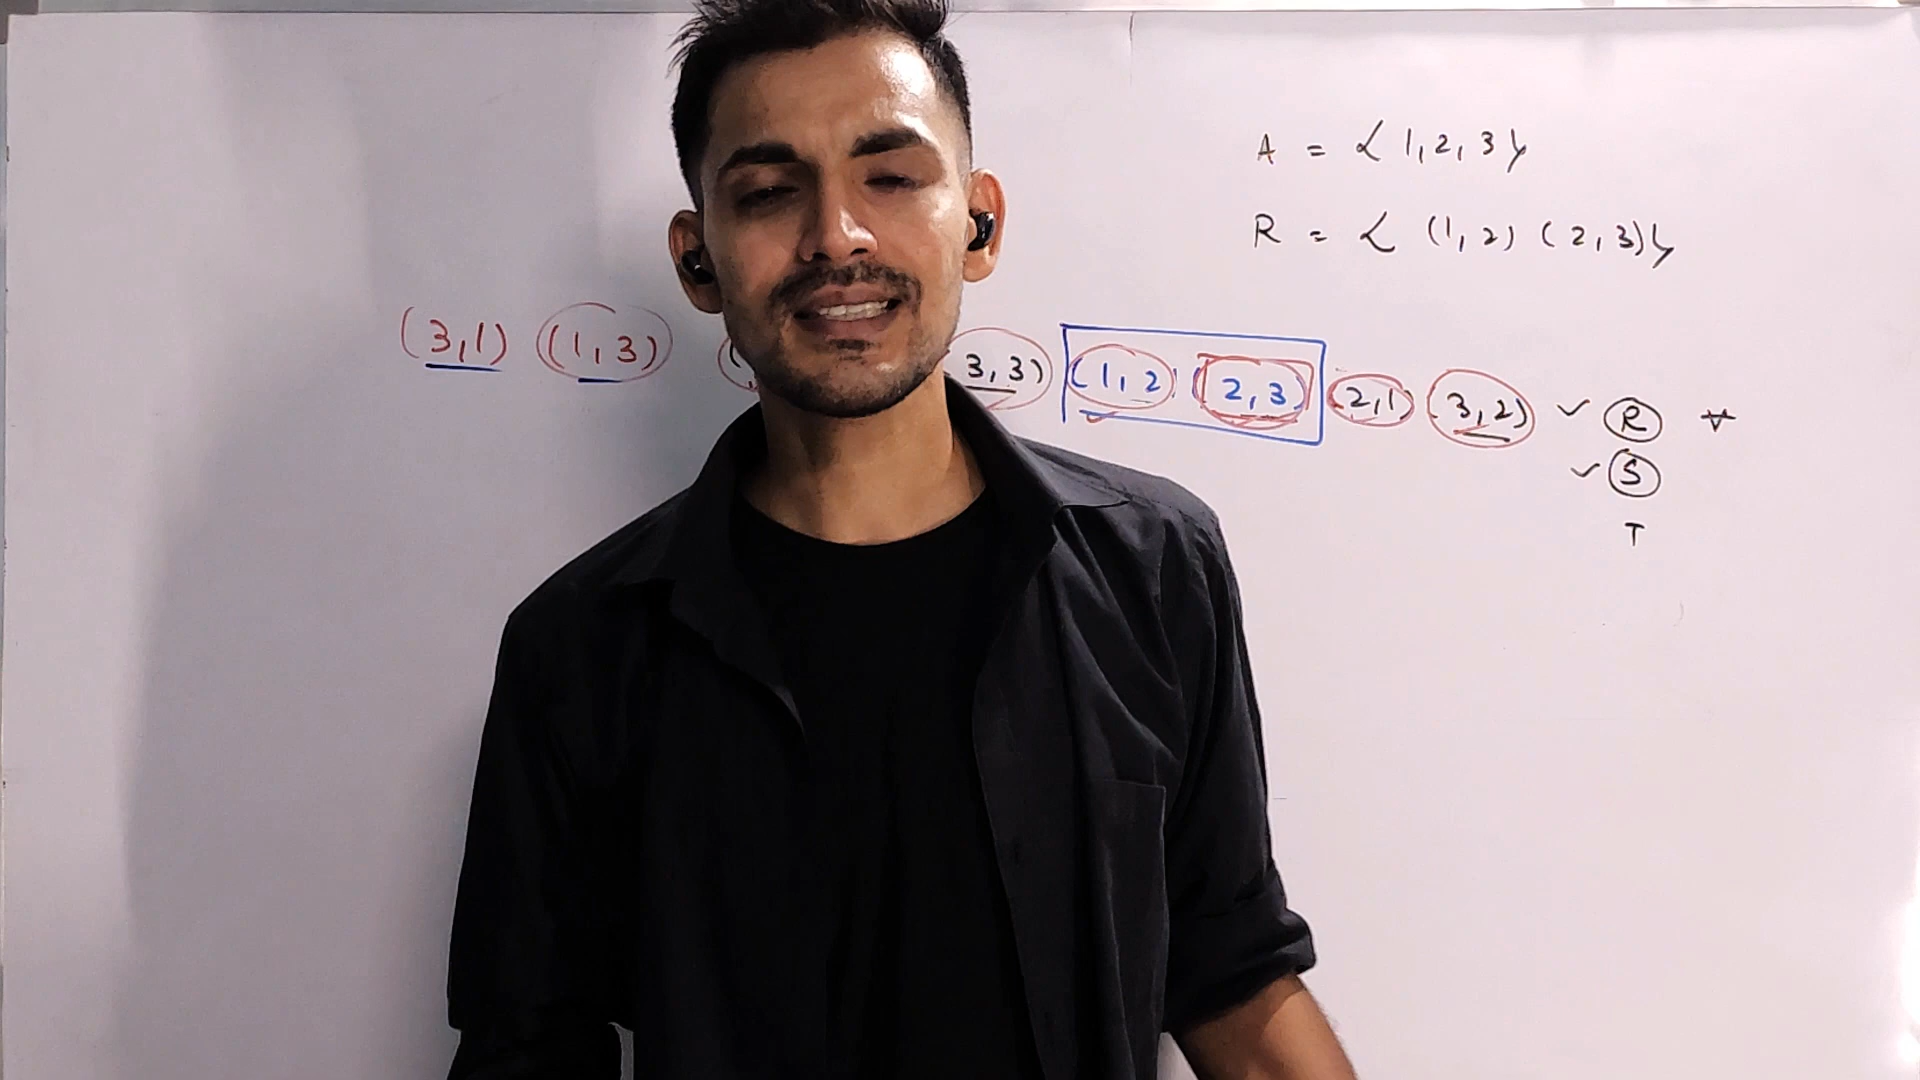 A = { 1, 2, 3 }
R = { (1, 2) (2, 3) }
(3,1) (1,3) ( 3,3) (1,2) (2,3) (2,1) (3,2) ✓ R ∀
✓ S
T